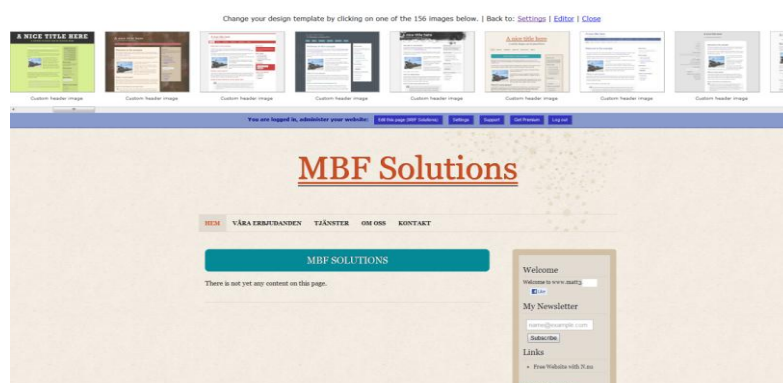 Change your design template by clicking on one of the 156 images below. | Back to: Settings | Editor | Close
A NICE TITLE HERE
A nice title here
Custom header image Custom header image Custom header image Custom header image Custom header image Custom header image Custom header image Custom header image
You are logged in, administer your website: Edit this page (MBF Solutions) Settings Support Get Premium Log out
MBF Solutions
HEM VÅRA ERBJUDANDEN TJÄNSTER OM OSS KONTAKT
MBF SOLUTIONS
There is not yet any content on this page.
Welcome
Welcome to www.
Like
My Newsletter
name@example.com
Subscribe
Links
Free Website with N.nu